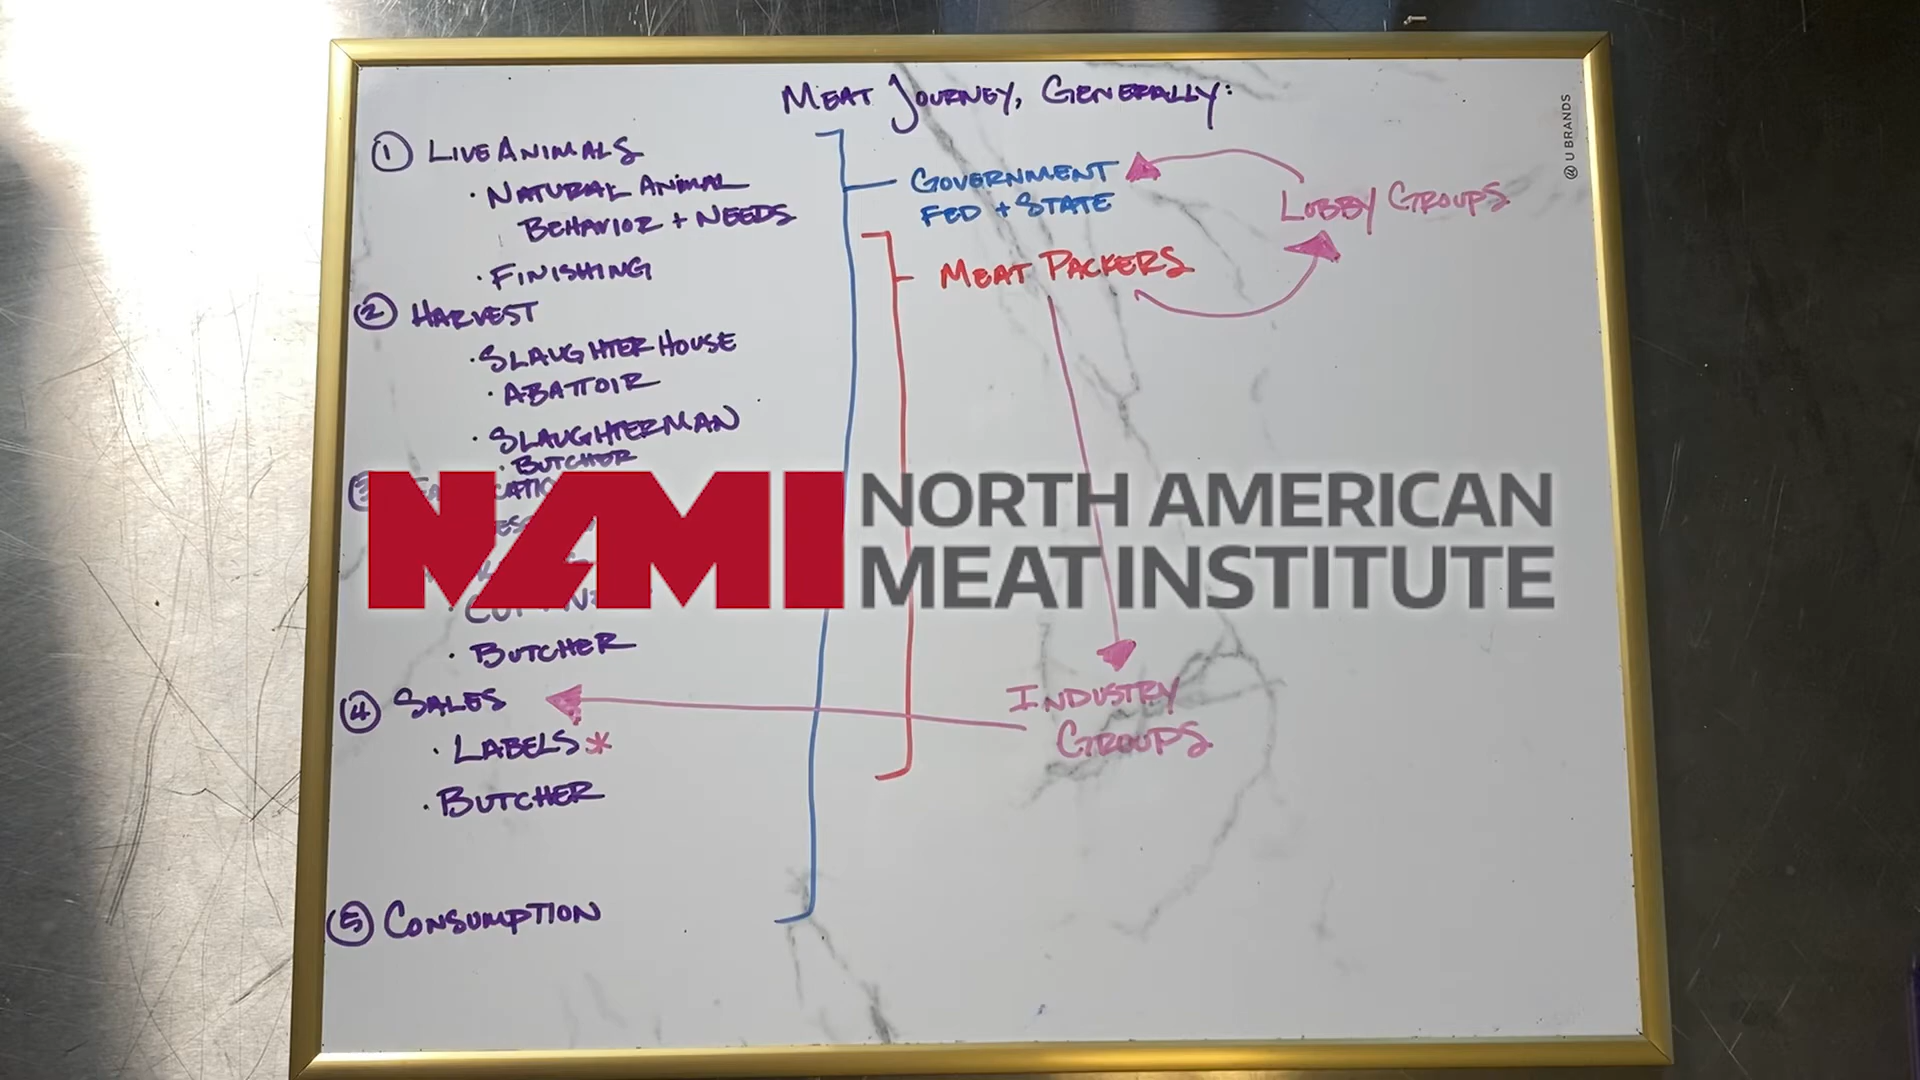 MEAT JOURNEY, GENERALLY:
① LIVE ANIMALS
· NATURAL ANIMAL
BEHAVIOR + NEEDS
· FINISHING
② HARVEST
· SLAUGHTER HOUSE
· ABATTOIR
· SLAUGHTERMAN
· BUTCHER
· BUTCHER
④ SALES
· LABELS *
· BUTCHER
⑤ CONSUMPTION
GOVERNMENT
FED + STATE
MEAT PACKERS
LOBBY GROUPS
INDUSTRY
GROUPS
NAMI NORTH AMERICAN
MEAT INSTITUTE
@ U BRANDS